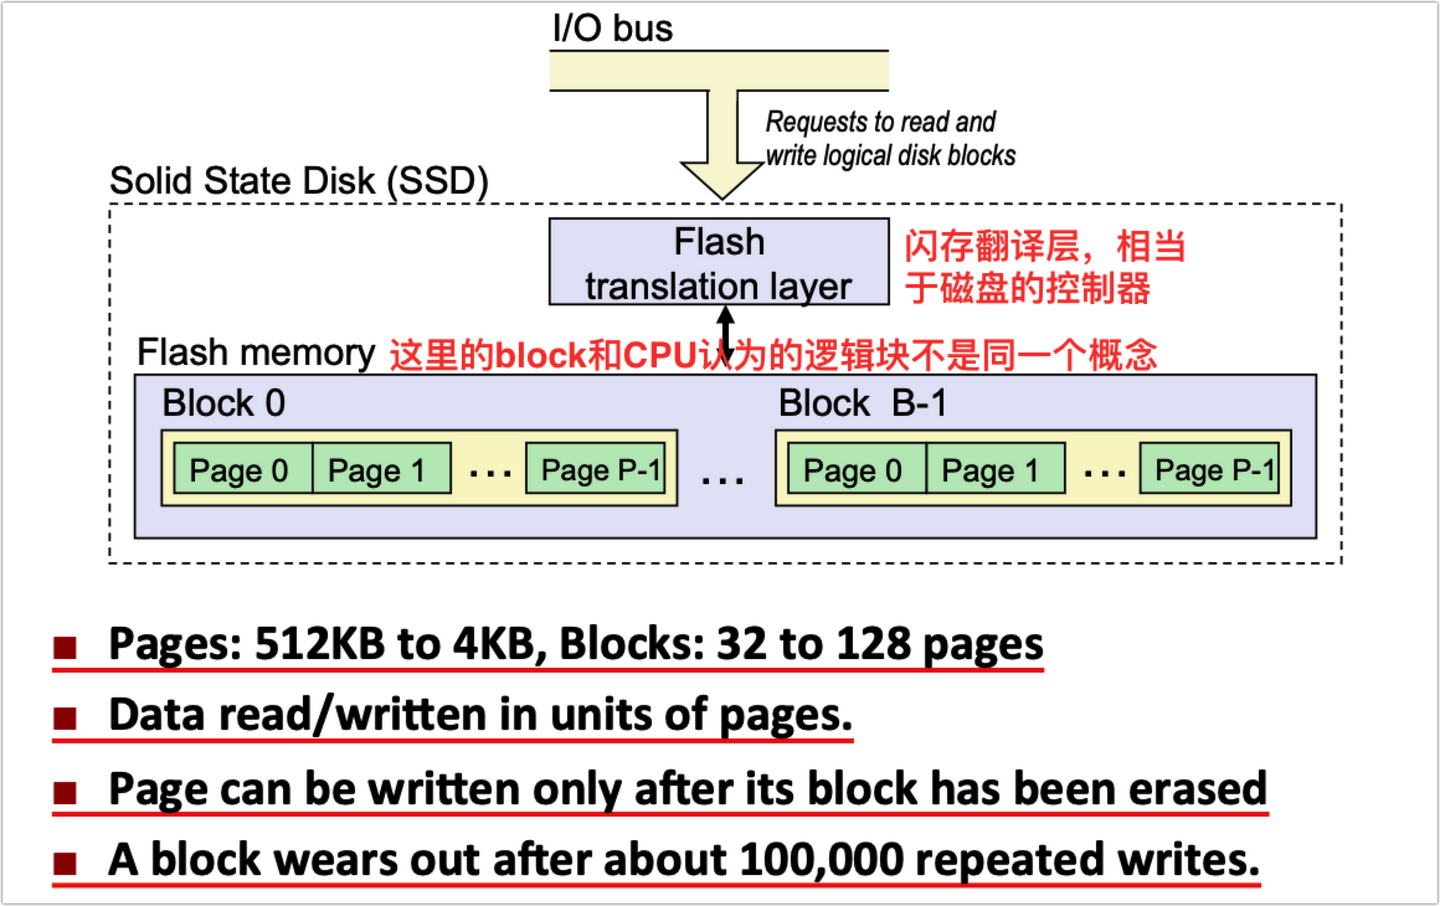 I/O bus
Requests to read and
write logical disk blocks
Solid State Disk (SSD)
Flash
translation layer
闪存翻译层，相当
于磁盘的控制器
Flash memory
这里的block和CPU认为的逻辑块不是同一个概念
Block 0
Block B-1
Page 0 Page 1 ... Page P-1 ... Page 0 Page 1 ... Page P-1
■ Pages: 512KB to 4KB, Blocks: 32 to 128 pages
■ Data read/written in units of pages.
■ Page can be written only after its block has been erased
■ A block wears out after about 100,000 repeated writes.